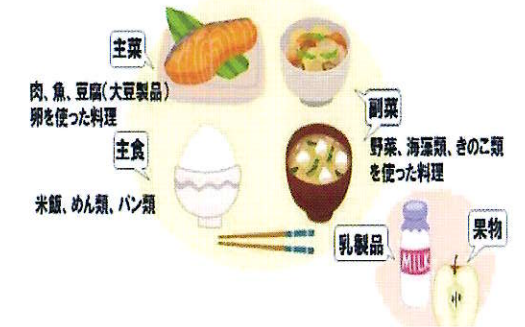 主菜
肉、魚、豆腐(大豆製品)
卵を使った料理
副菜
野菜、海藻類、きのこ類
を使った料理
主食
米飯、めん類、パン類
乳製品
果物
MILK